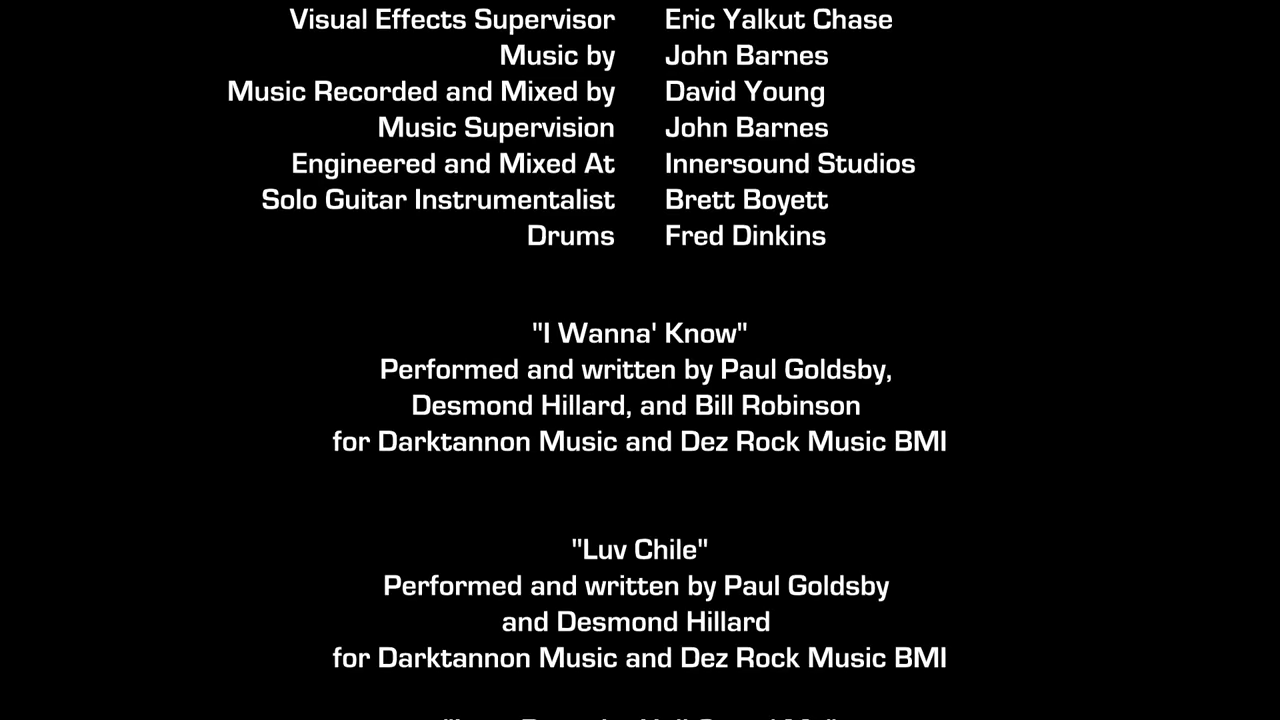 Visual Effects Supervisor Eric Yalkut Chase
Music by John Barnes
Music Recorded and Mixed by David Young
Music Supervision John Barnes
Engineered and Mixed At Innersound Studios
Solo Guitar Instrumentalist Brett Boyett
Drums Fred Dinkins
"I Wanna' Know"
Performed and written by Paul Goldsby,
Desmond Hillard, and Bill Robinson
for Darktannon Music and Dez Rock Music BMI
"Luv Chile"
Performed and written by Paul Goldsby
and Desmond Hillard
for Darktannon Music and Dez Rock Music BMI